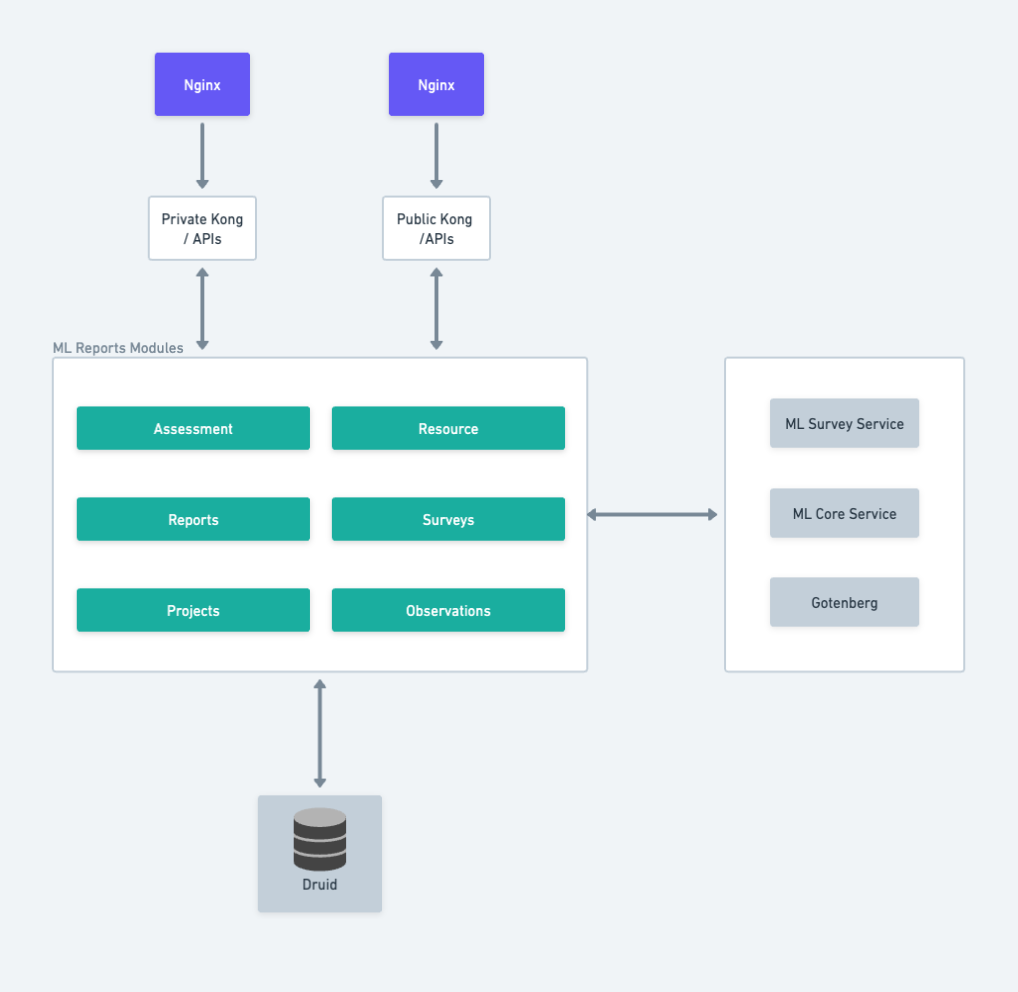 Nginx
Nginx
Private Kong
/ APIs
Public Kong
/APIs
ML Reports Modules
Assessment
Resource
Reports
Surveys
Projects
Observations
ML Survey Service
ML Core Service
Gotenberg
Druid